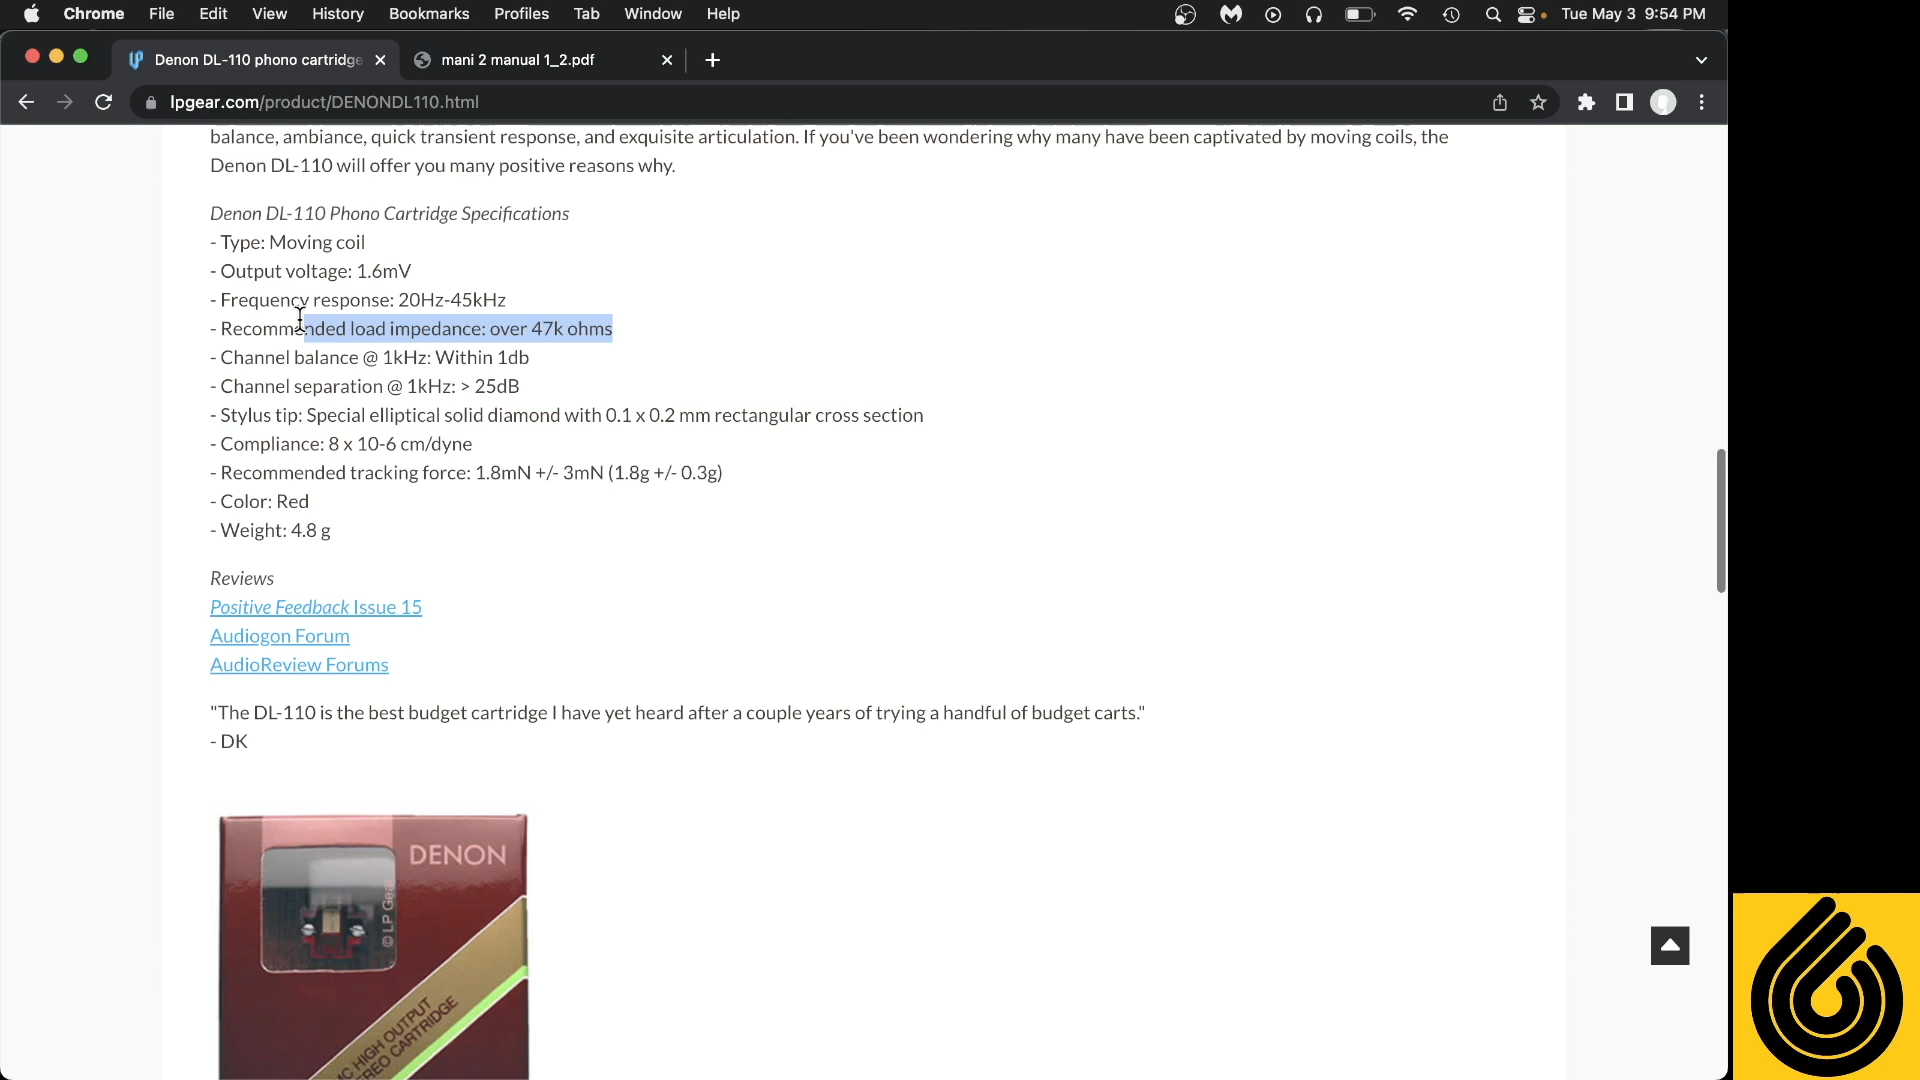 Chrome File Edit View History Bookmarks Profiles Tab Window Help Tue May 3 9:54 PM
Denon DL-110 phono cartridge mani 2 manual 1_2.pdf
lpgear.com/product/DENONDL110.html
balance, ambiance, quick transient response, and exquisite articulation. If you've been wondering why many have been captivated by moving coils, the
Denon DL-110 will offer you many positive reasons why.
Denon DL-110 Phono Cartridge Specifications
- Type: Moving coil
- Output voltage: 1.6mV
- Frequency response: 20Hz-45kHz
- Recommended load impedance: over 47k ohms
- Channel balance @ 1kHz: Within 1db
- Channel separation @ 1kHz: > 25dB
- Stylus tip: Special elliptical solid diamond with 0.1 x 0.2 mm rectangular cross section
- Compliance: 8 x 10-6 cm/dyne
- Recommended tracking force: 1.8mN +/- 3mN (1.8g +/- 0.3g)
- Color: Red
- Weight: 4.8 g
Reviews
Positive Feedback Issue 15
Audiogon Forum
AudioReview Forums
"The DL-110 is the best budget cartridge I have yet heard after a couple years of trying a handful of budget carts."
- DK
DENON
© LP Gear
MC HIGH OUTPUT
STEREO CARTRIDGE